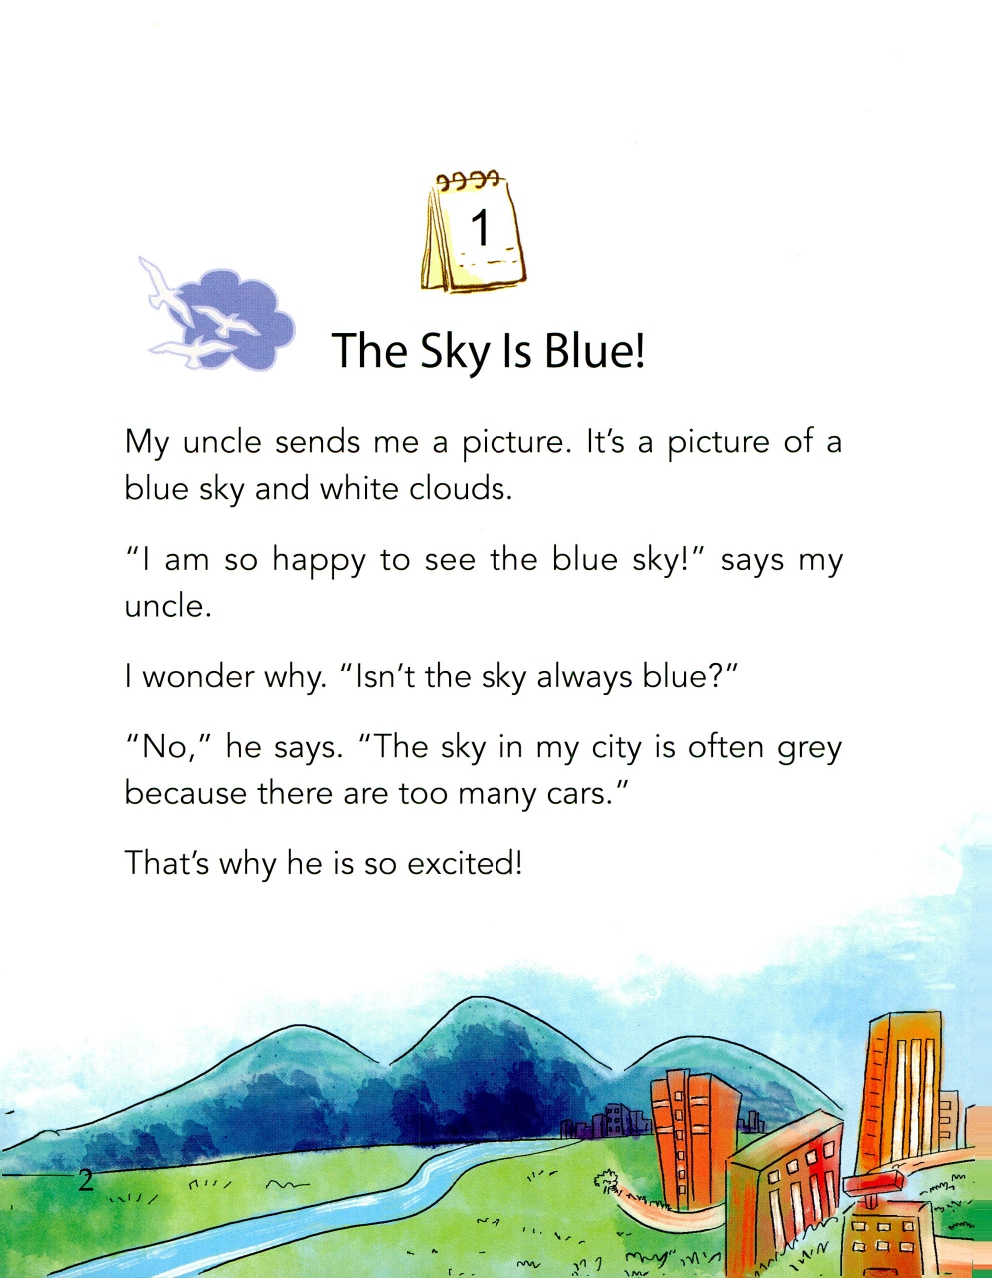 1
The Sky Is Blue!
My uncle sends me a picture. It’s a picture of a
blue sky and white clouds.
“I am so happy to see the blue sky!” says my
uncle.
I wonder why. “Isn’t the sky always blue?”
“No,” he says. “The sky in my city is often grey
because there are too many cars.”
That’s why he is so excited!
2